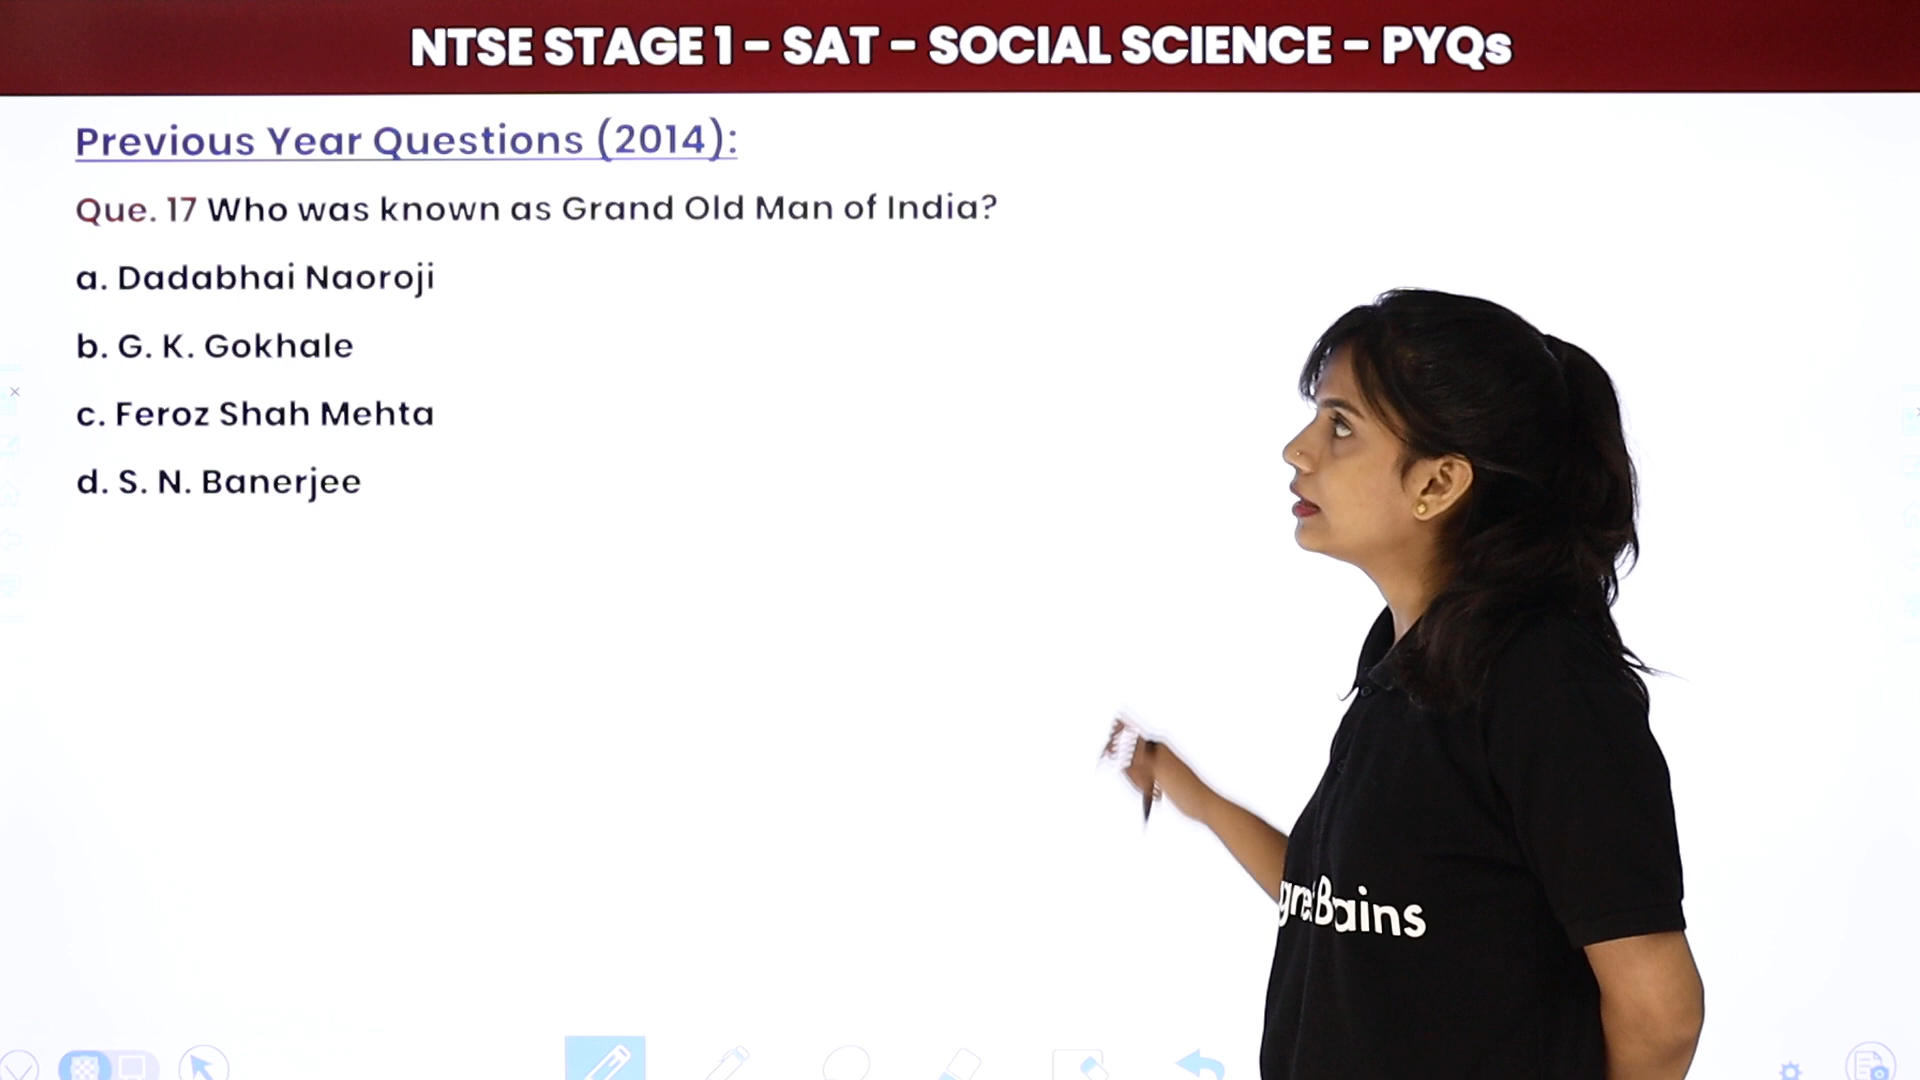 NTSE STAGE 1 - SAT - SOCIAL SCIENCE - PYQs
Previous Year Questions (2014):
Que. 17 Who was known as Grand Old Man of India?
a. Dadabhai Naoroji
b. G. K. Gokhale
c. Feroz Shah Mehta
d. S. N. Banerjee
Brains